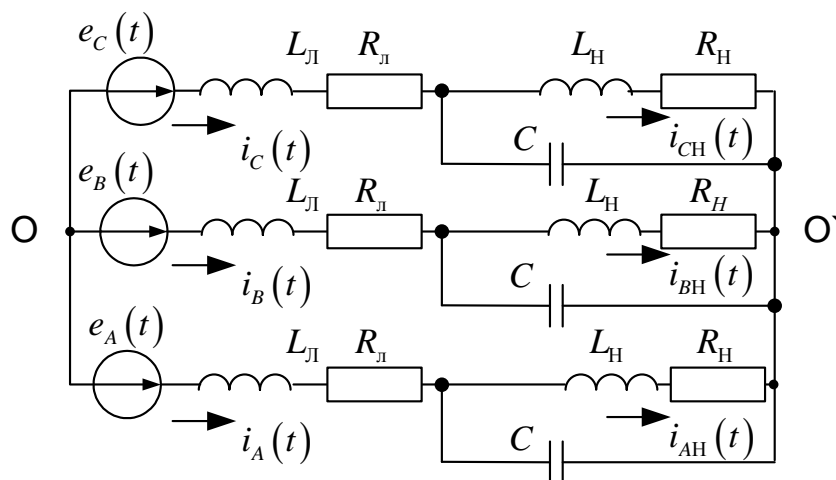 e_C(t) L_Л R_л L_Н R_Н
i_C(t) C i_CН(t)
e_B(t) L_Л R_л L_Н R_Н
O O`
i_B(t) C i_BН(t)
e_A(t) L_Л R_л L_Н R_Н
i_A(t) C i_AН(t)